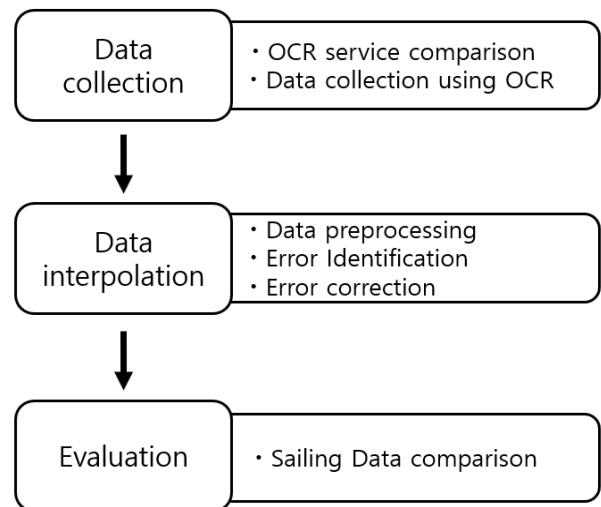 Data
collection
· OCR service comparison
· Data collection using OCR
Data
interpolation
· Data preprocessing
· Error Identification
· Error correction
Evaluation
· Sailing Data comparison